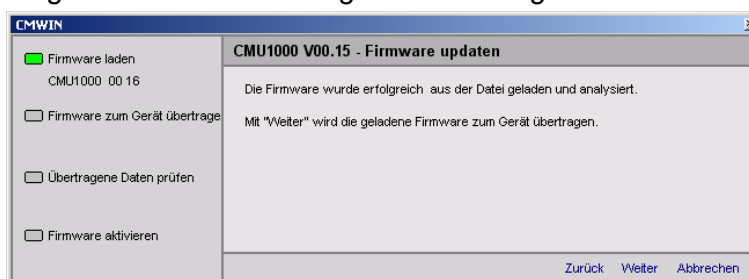 CMWIN
Firmware laden
CMU1000 00 16
Firmware zum Gerät übertrage
Übertragene Daten prüfen
Firmware aktivieren
CMU1000 V00.15 - Firmware updaten
Die Firmware wurde erfolgreich aus der Datei geladen und analysiert.
Mit "Weiter" wird die geladene Firmware zum Gerät übertragen.
Zurück Weiter Abbrechen